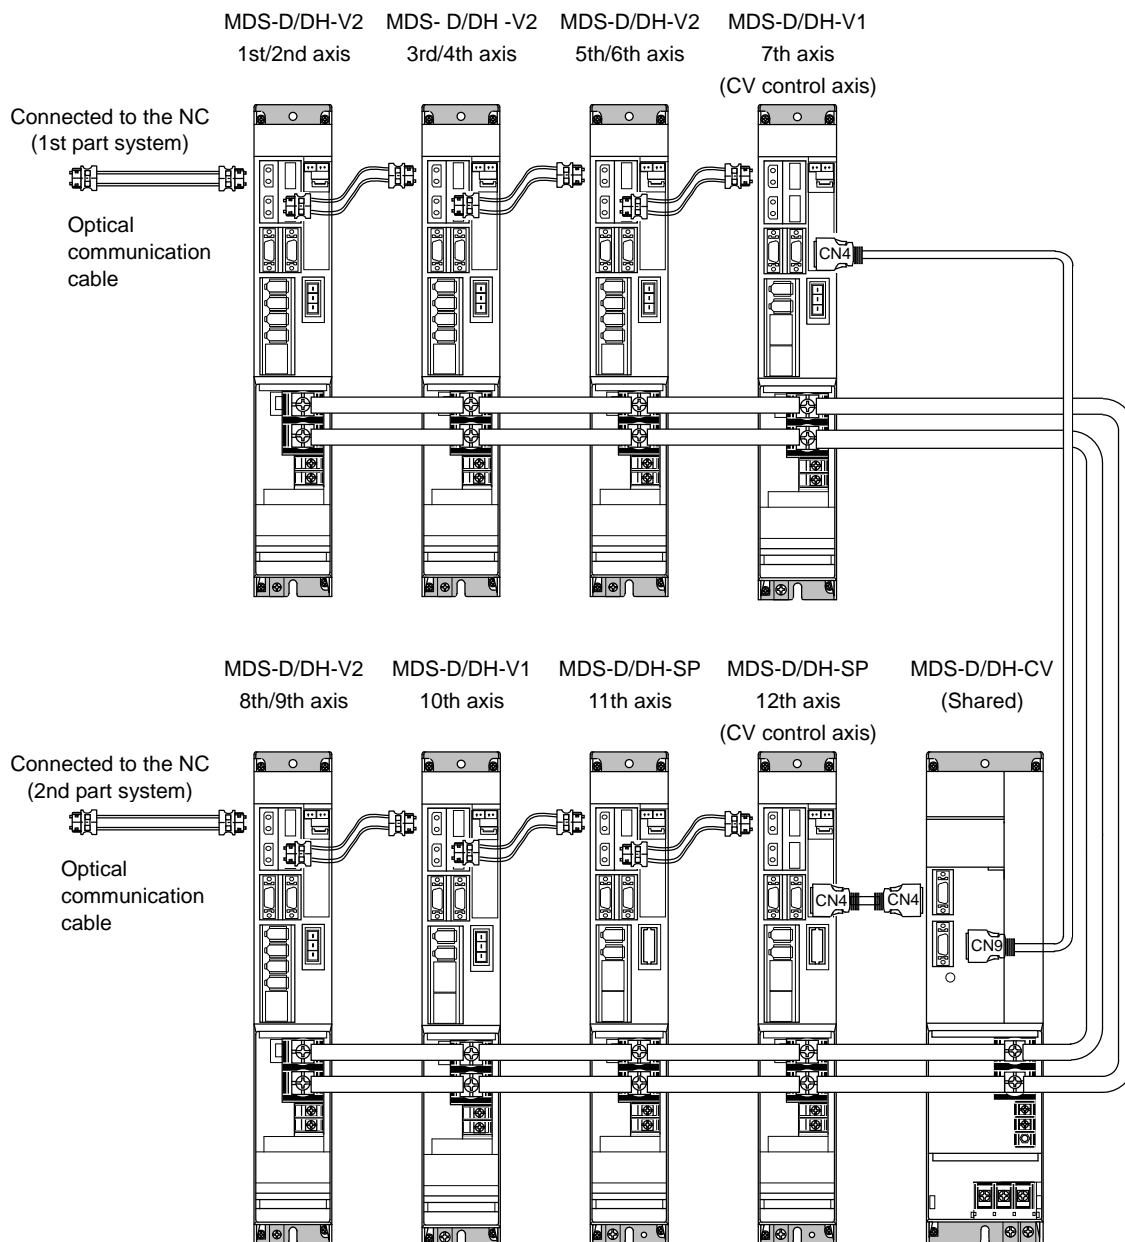 MDS-D/DH-V2
1st/2nd axis
MDS- D/DH -V2
3rd/4th axis
MDS-D/DH-V2
5th/6th axis
MDS-D/DH-V1
7th axis
(CV control axis)
Connected to the NC
(1st part system)
Optical
communication
cable
CN4
MDS-D/DH-V2
8th/9th axis
MDS-D/DH-V1
10th axis
MDS-D/DH-SP
11th axis
MDS-D/DH-SP
12th axis
(CV control axis)
MDS-D/DH-CV
(Shared)
Connected to the NC
(2nd part system)
Optical
communication
cable
CN4
CN4
CN9